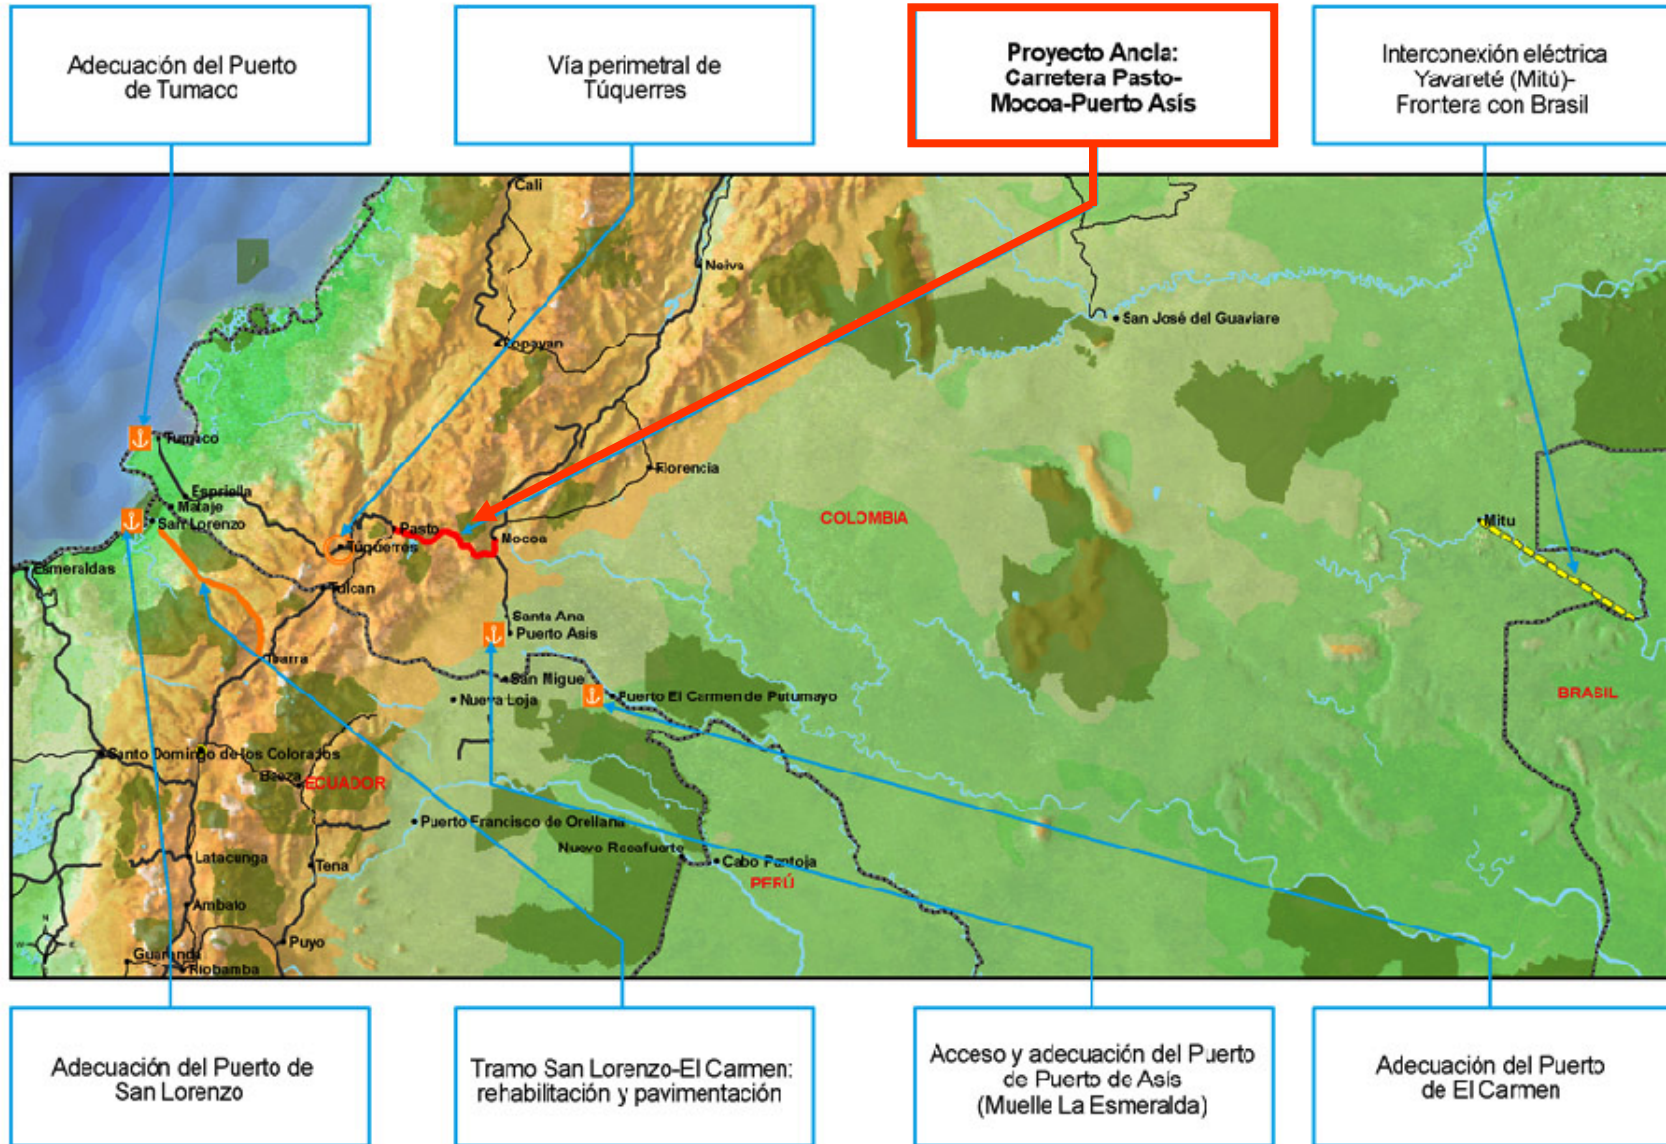 Adecuación del Puerto
de Tumaco
Vía perimetral de
Túquerres
Proyecto Ancla:
Carretera Pasto-
Mocoa-Puerto Asís
Interconexión eléctrica
Yavareté (Mitú)-
Frontera con Brasil
Cali
Neiva
San José del Guaviare
Popayan
Tumaco
Florencia
Espriella
Mataje
San Lorenzo
COLOMBIA
Mitu
Pasto
Mocoa
Túquerres
Esmeraldas
Tulcan
Santa Ana
Puerto Asis
Ibarra
San Migue
Nueva Loja
Puerto El Carmen de Putumayo
BRASIL
Santo Domingo de los Colorados
Baeza
ECUADOR
Puerto Francisco de Orellana
Nuevo Rocafuerte
Cabo Pantoja
Latacunga
Tena
PERÚ
Ambato
N
W
E
Puyo
Guaranda
Riobamba
Adecuación del Puerto de
San Lorenzo
Tramo San Lorenzo-El Carmen:
rehabilitación y pavimentación
Acceso y adecuación del Puerto
de Puerto de Asís
(Muelle La Esmeralda)
Adecuación del Puerto
de El Carmen